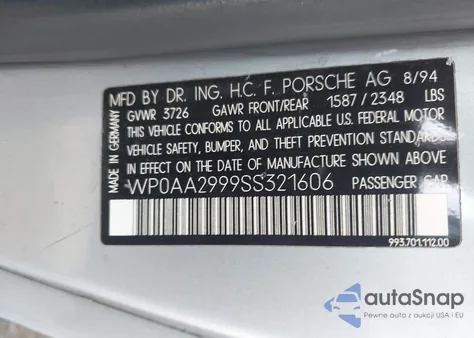 MFD BY DR. ING. H.C. F. PORSCHE AG 8/94
GVWR 3726 GAWR FRONT/REAR 1587/2348 LBS
THIS VEHICLE CONFORMS TO ALL APPLICABLE U.S. FEDERAL MOTOR
VEHICLE SAFETY, BUMPER, AND THEFT PREVENTION STANDARDS
IN EFFECT ON THE DATE OF MANUFACTURE SHOWN ABOVE
WP0AA2999SS321606 PASSENGER CAR
MADE IN GERMANY
993.701.112.00
autoSnap
Pewne auta z aukcji USA i Kanady